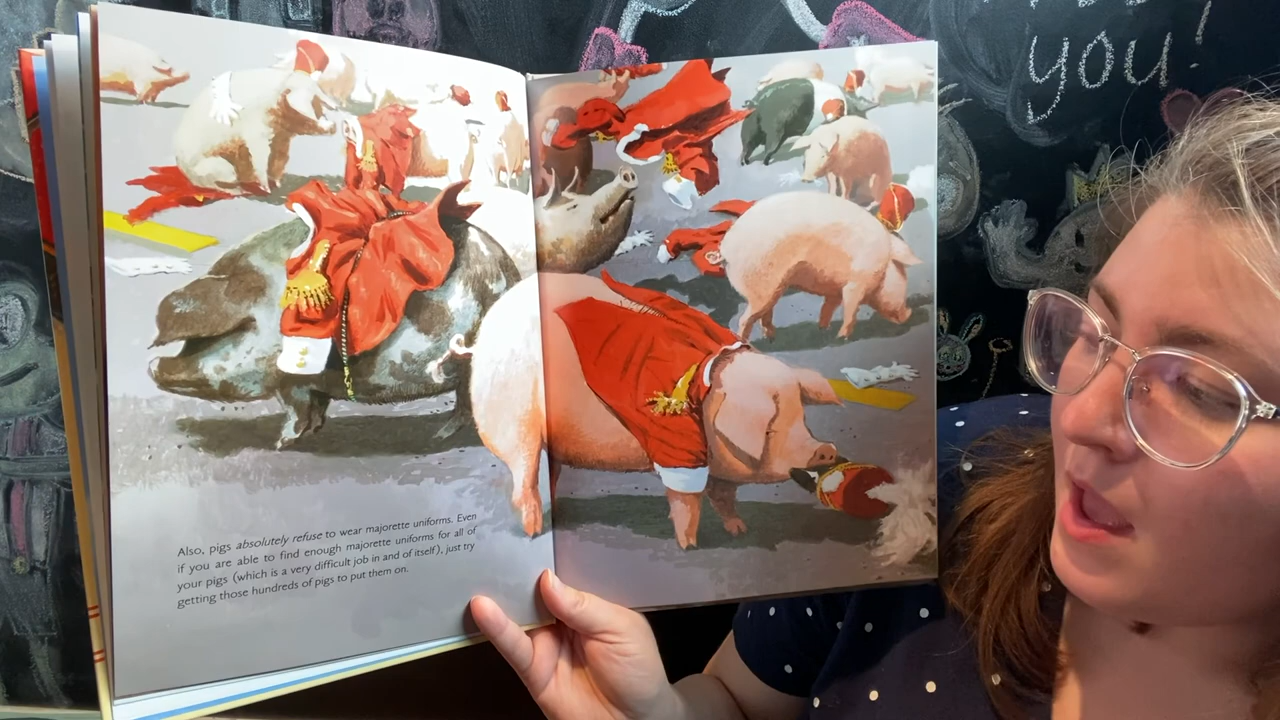 you!
Also, pigs absolutely refuse to wear majorette uniforms. Even
if you are able to find enough majorette uniforms for all of
your pigs (which is a very difficult job in and of itself), just try
getting those hundreds of pigs to put them on.